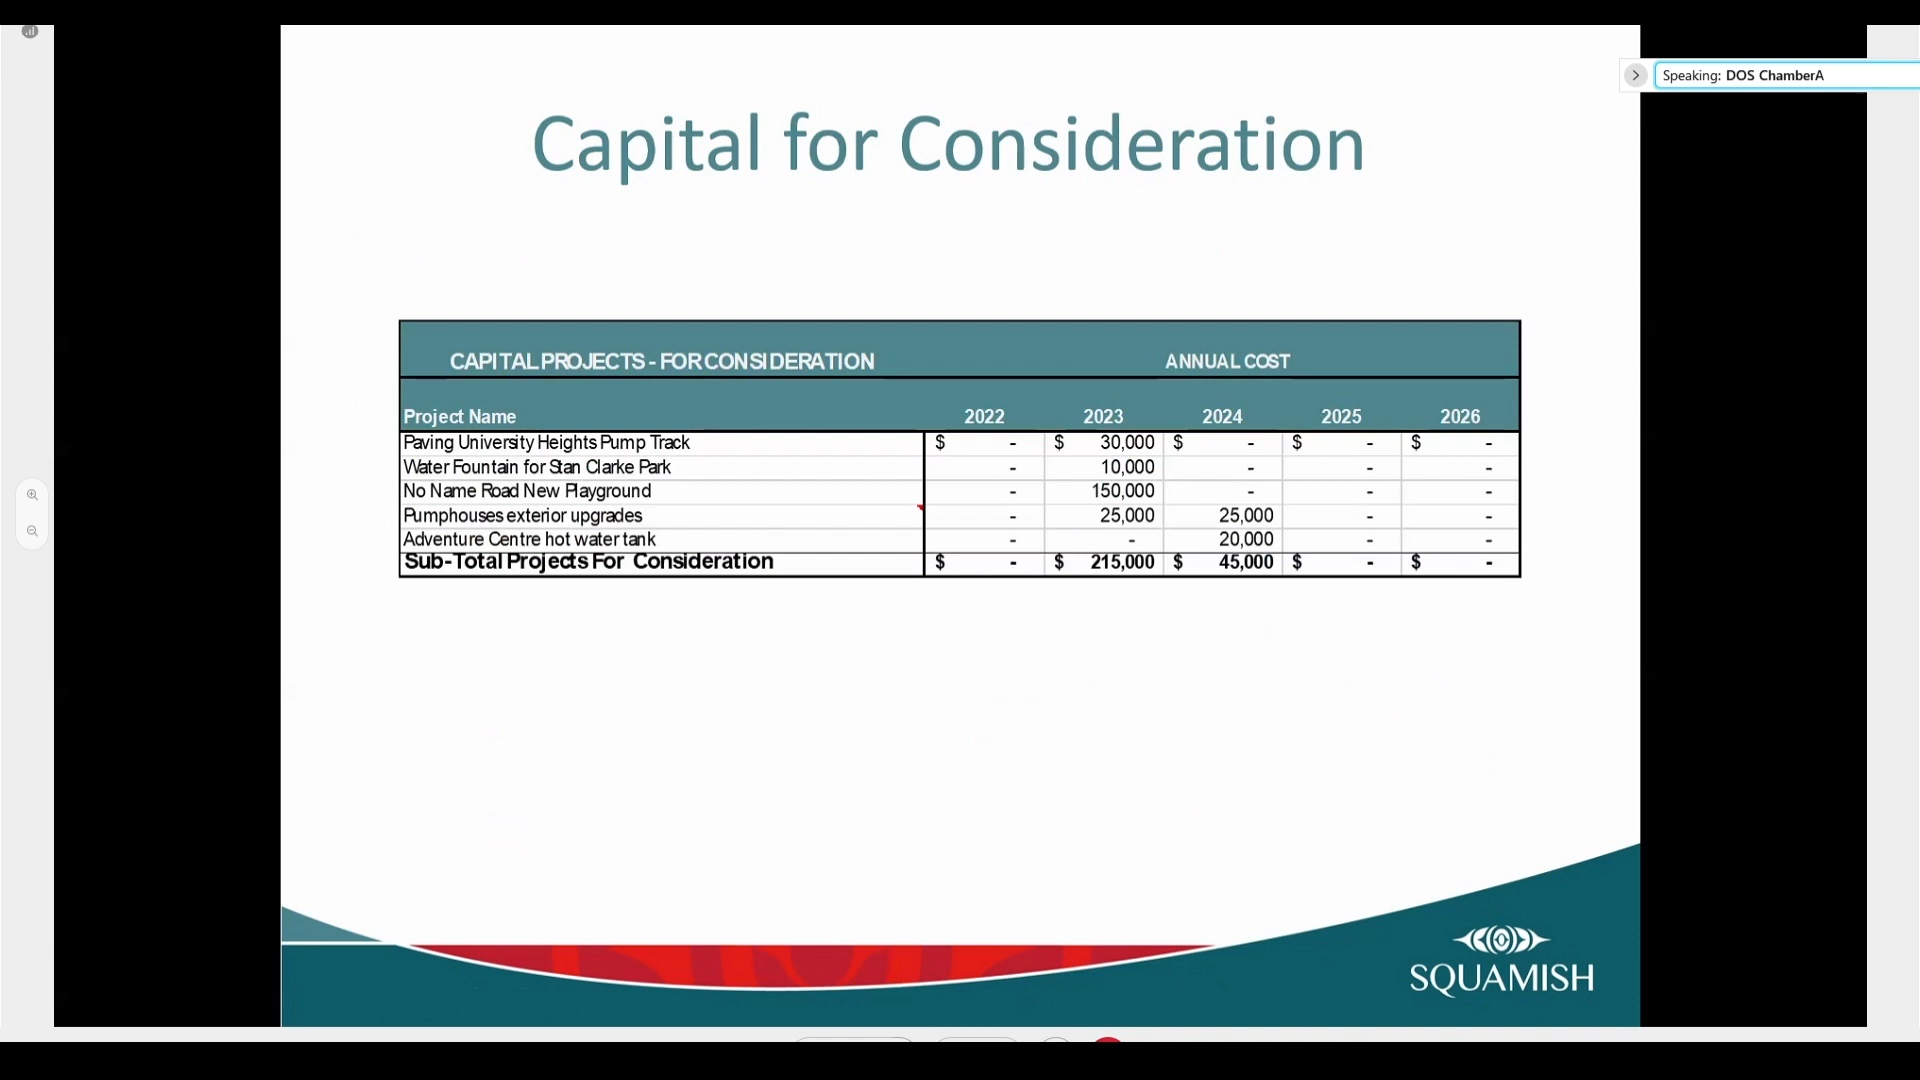 Speaking: DOS ChamberA
Capital for Consideration
CAPITAL PROJECTS - FOR CONSIDERATION ANNUAL COST
Project Name 2022 2023 2024 2025 2026
Paving University Heights Pump Track $ - $ 30,000 $ - $ - $ -
Water Fountain for Stan Clarke Park - 10,000 - - -
No Name Road New Playground - 150,000 - - -
Pumphouses exterior upgrades - 25,000 25,000 - -
Adventure Centre hot water tank - - 20,000 - -
Sub-Total Projects For Consideration $ - $ 215,000 $ 45,000 $ - $ -
SQUAMISH